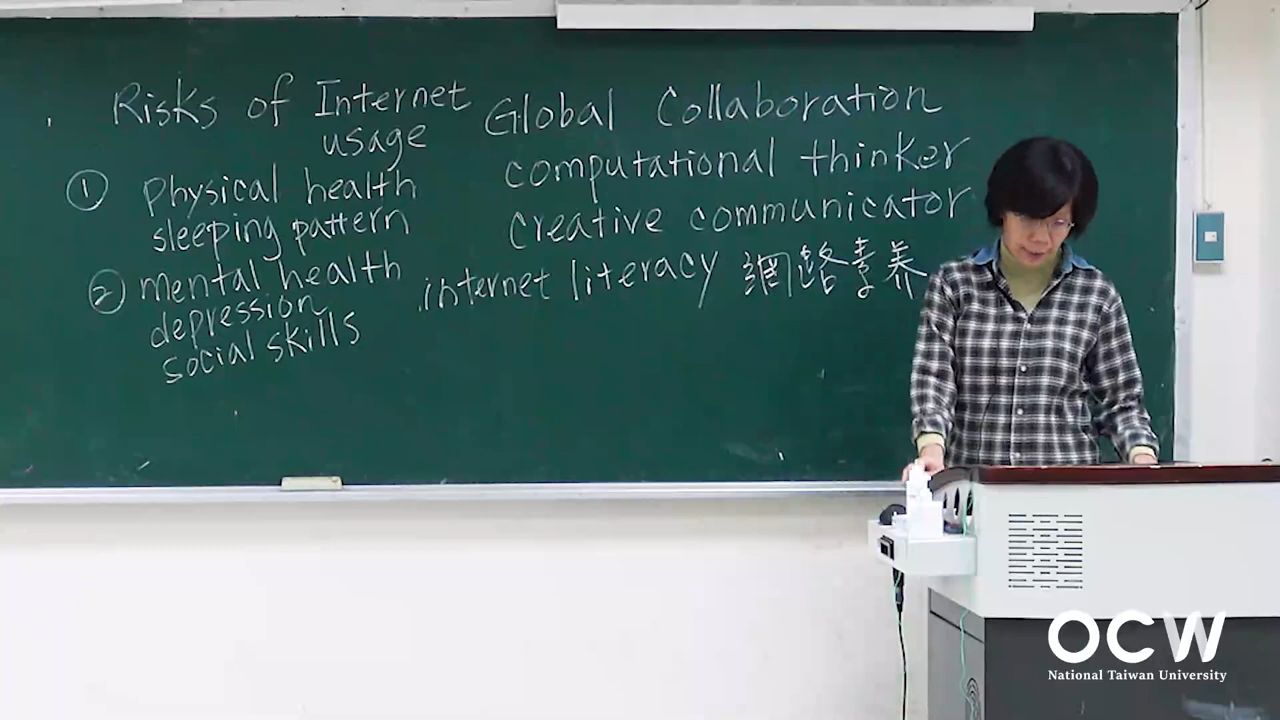 Risks of Internet
usage
① physical health
sleeping pattern
② mental health
depression
social skills
Global Collaboration
computational thinker
creative communicator
internet literacy 網路素养
OCW
National Taiwan University